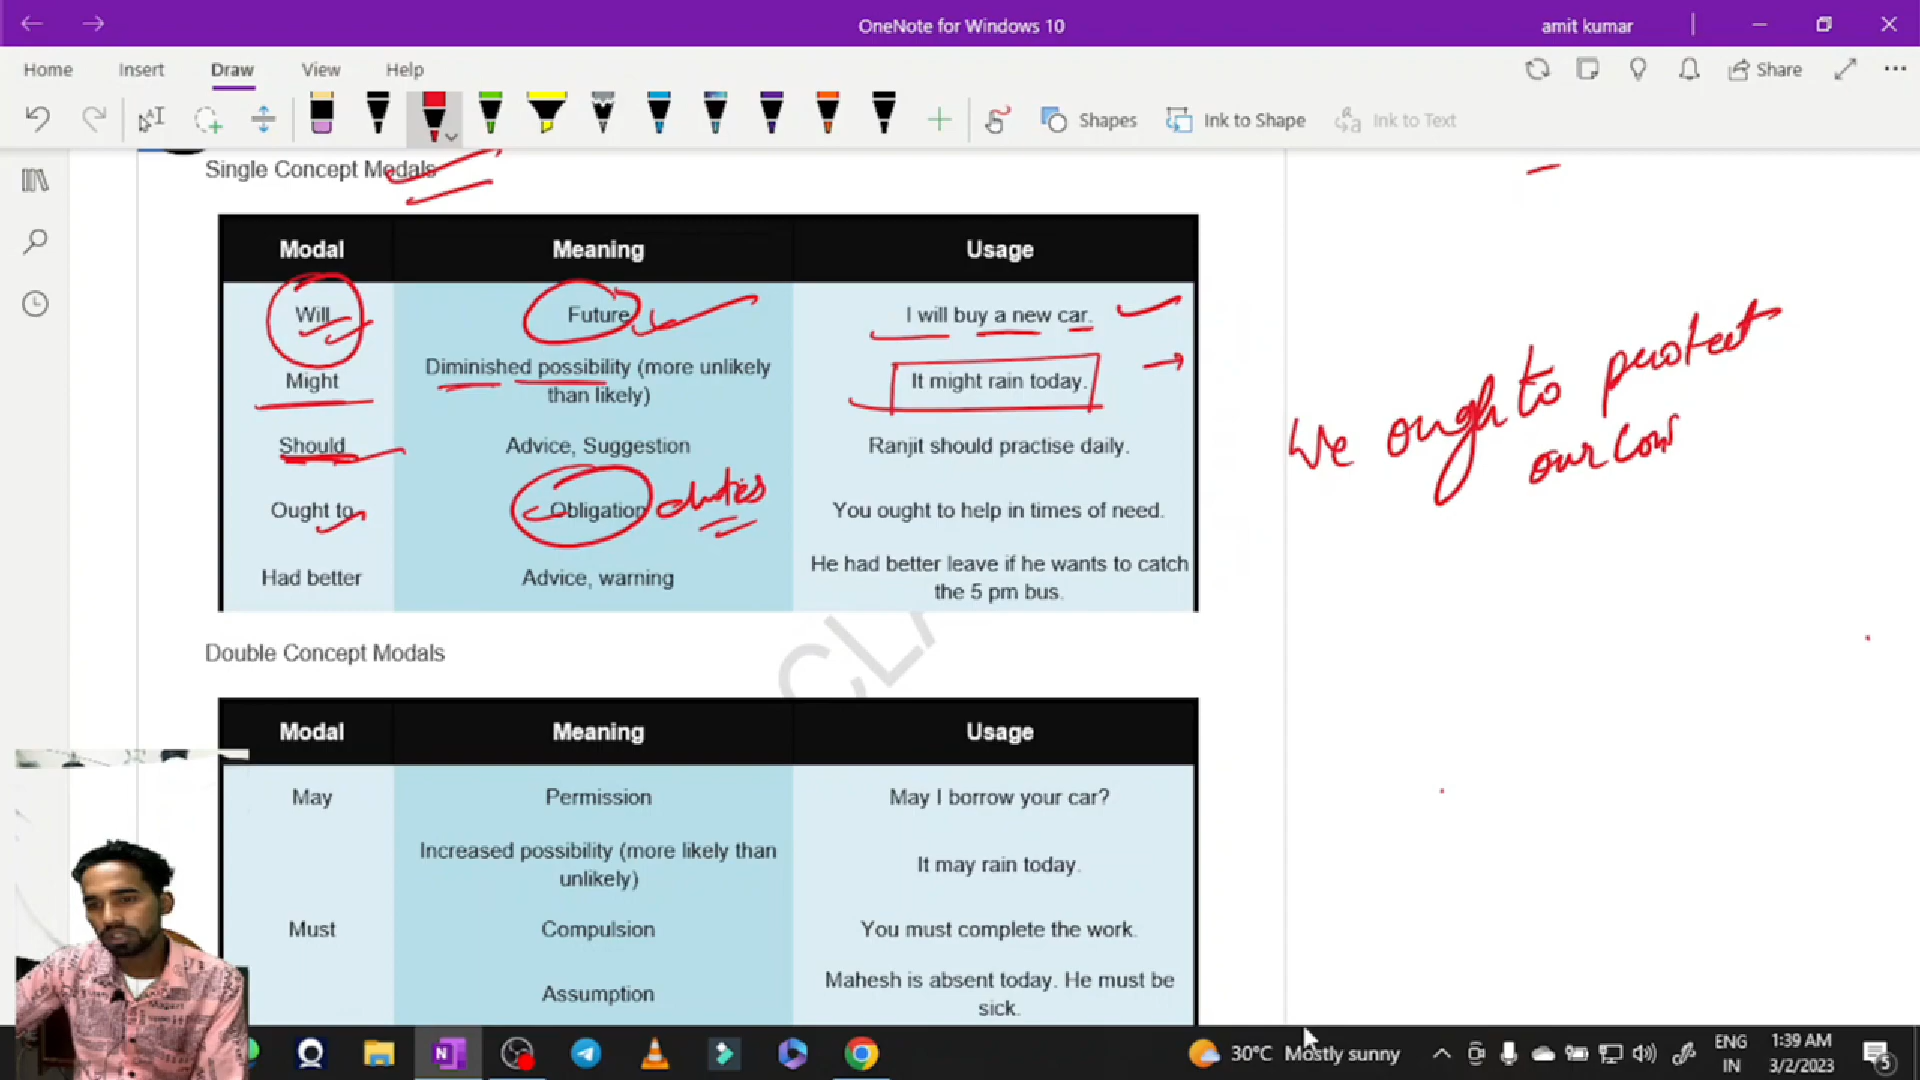 OneNote for Windows 10
amit kumar
Home Insert Draw View Help
Share
Shapes
Ink to Shape
Ink to Text
Single Concept Modals
Modal Meaning Usage
Will Future I will buy a new car.
Might Diminished possibility (more unlikely than likely) It might rain today.
Should Advice, Suggestion Ranjit should practise daily.
Ought to Obligation duties You ought to help in times of need.
Had better Advice, warning He had better leave if he wants to catch the 5 pm bus.
We ought to protect
our
Double Concept Modals
CLA
Modal Meaning Usage
May Permission May I borrow your car?
Increased possibility (more likely than unlikely) It may rain today.
Must Compulsion You must complete the work.
Assumption Mahesh is absent today. He must be sick.
30°C Mostly sunny
ENG
IN
1:39 AM
3/2/2023
5